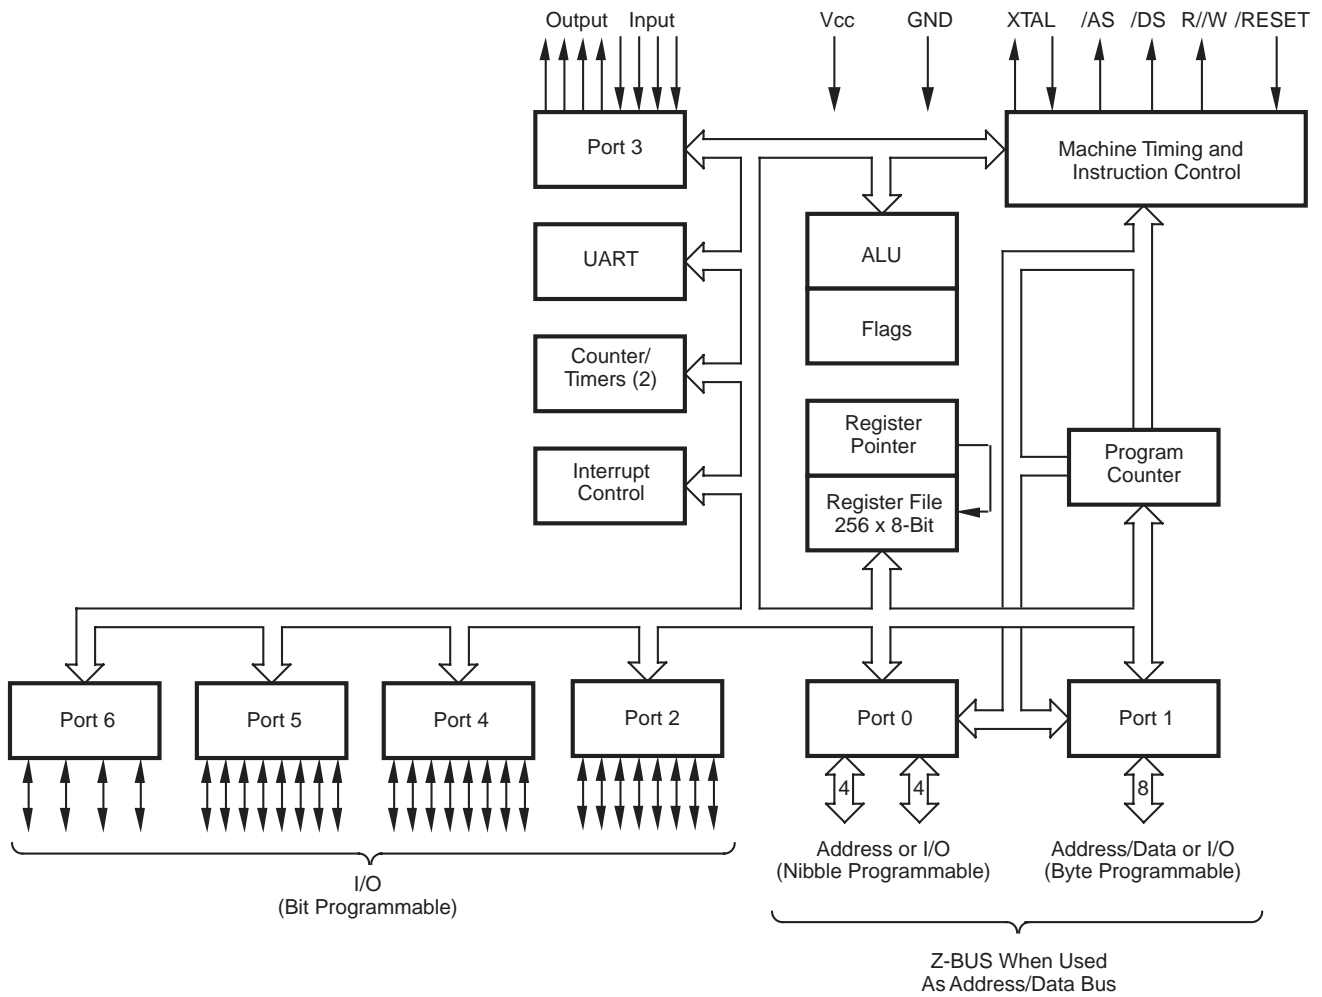 Output Input Vcc GND XTAL /AS /DS R//W /RESET
Port 3
Machine Timing and
Instruction Control
UART
ALU
Flags
Counter/
Timers (2)
Register
Pointer
Program
Counter
Interrupt
Control
Register File
256 x 8-Bit
Port 6
Port 5
Port 4
Port 2
Port 0
Port 1
4
4
8
Address or I/O
(Nibble Programmable)
Address/Data or I/O
(Byte Programmable)
I/O
(Bit Programmable)
Z-BUS When Used
As Address/Data Bus